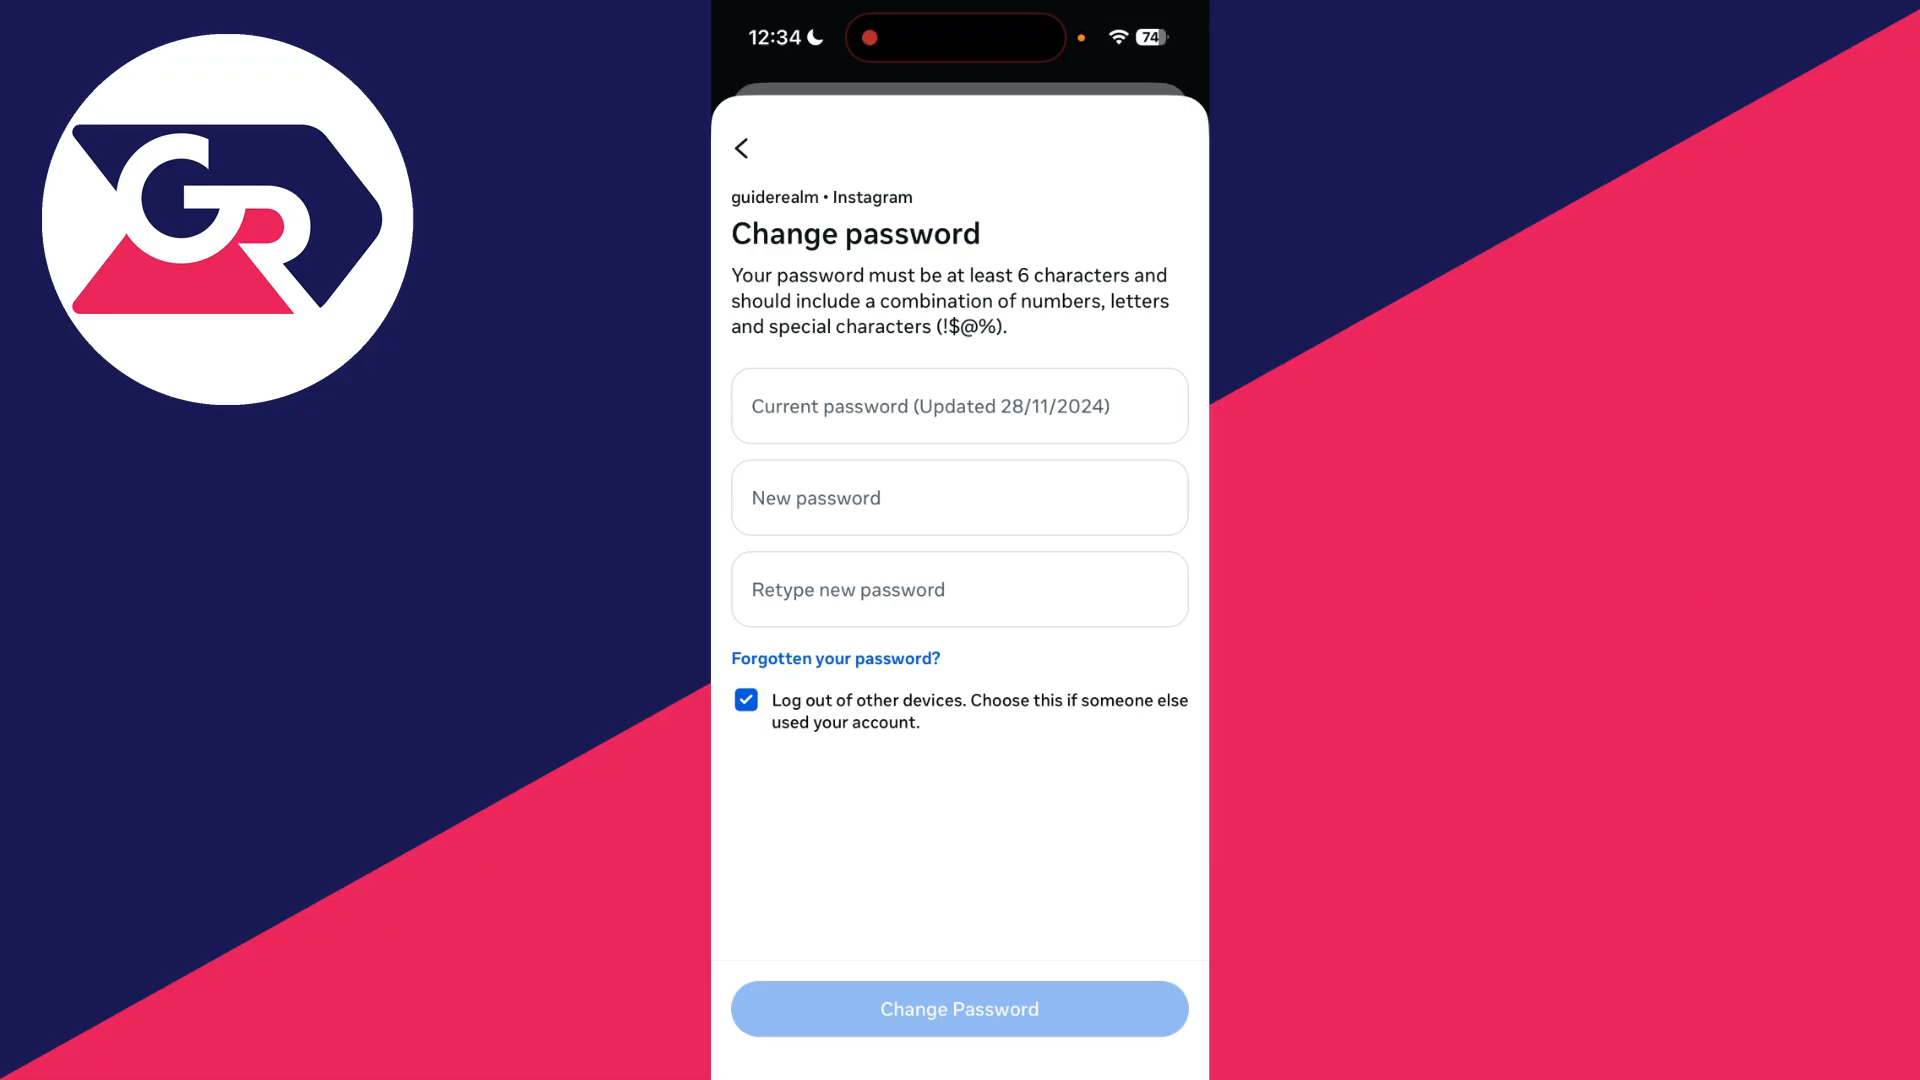 GR
12:34
74
guiderealm • Instagram
Change password
Your password must be at least 6 characters and
should include a combination of numbers, letters
and special characters (!$@%).
Current password (Updated 28/11/2024)
New password
Retype new password
Forgotten your password?
Log out of other devices. Choose this if someone else
used your account.
Change Password